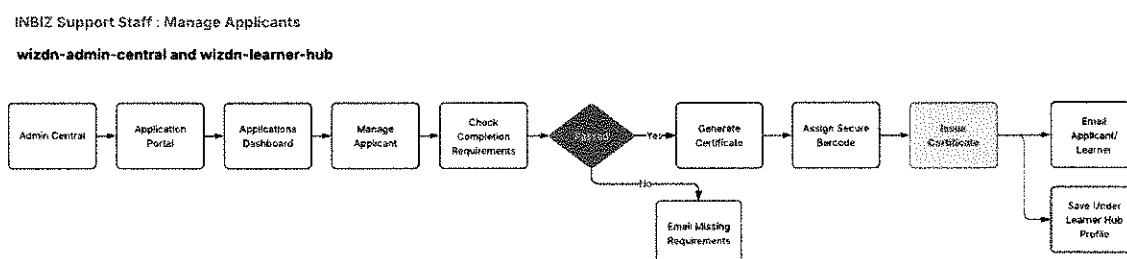 INBIZ Support Staff : Manage Applicants
wizdn-admin-central and wizdn-learner-hub
Admin Central
Application
Portal
Applications
Dashboard
Manage
Applicant
Check
Completion
Requirements
Yes
No
Generate
Certificate
Assign Secure
Barcode
Issue
Certificate
Email
Applicant/
Learner
Email Missing
Requirements
Save Under
Learner Hub
Profile